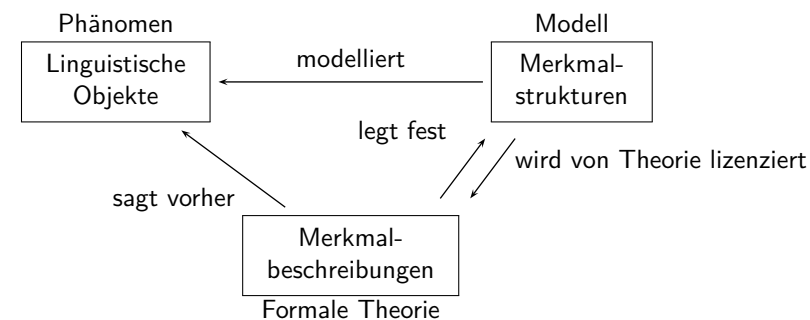 Phänomen
Modell
Linguistische
Objekte
modelliert
Merkmal-
strukturen
legt fest
wird von Theorie lizenziert
sagt vorher
Merkmal-
beschreibungen
Formale Theorie